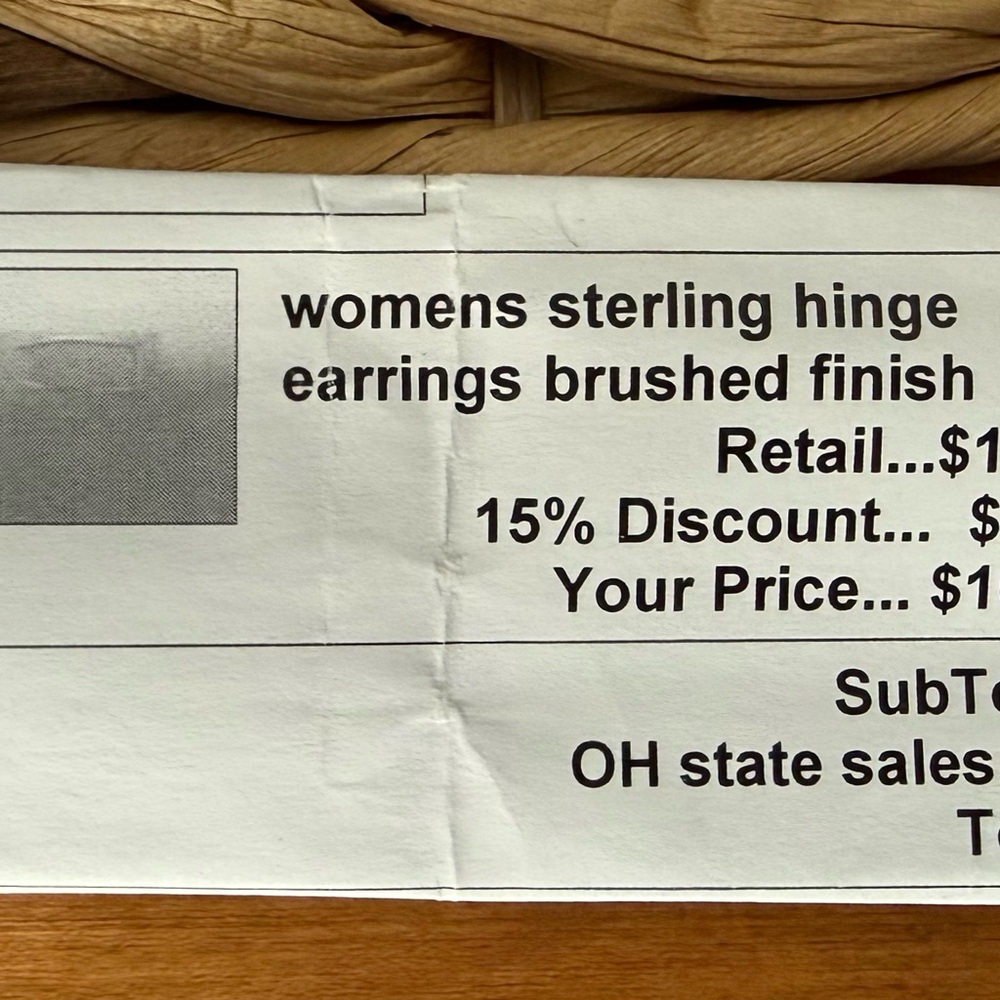 womens sterling hinge
earrings brushed finish
Retail...$1
15% Discount... $
Your Price... $1
SubT
OH state sales
T